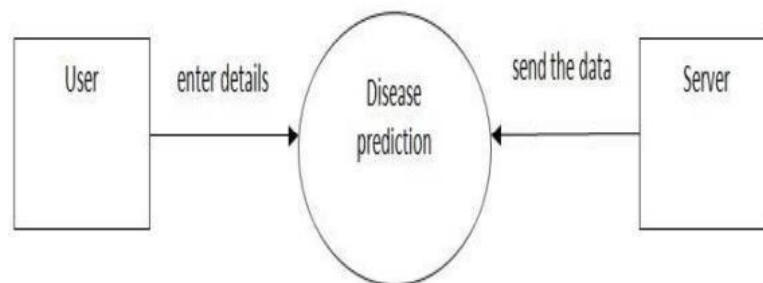 User
enter details
Disease
prediction
send the data
Server